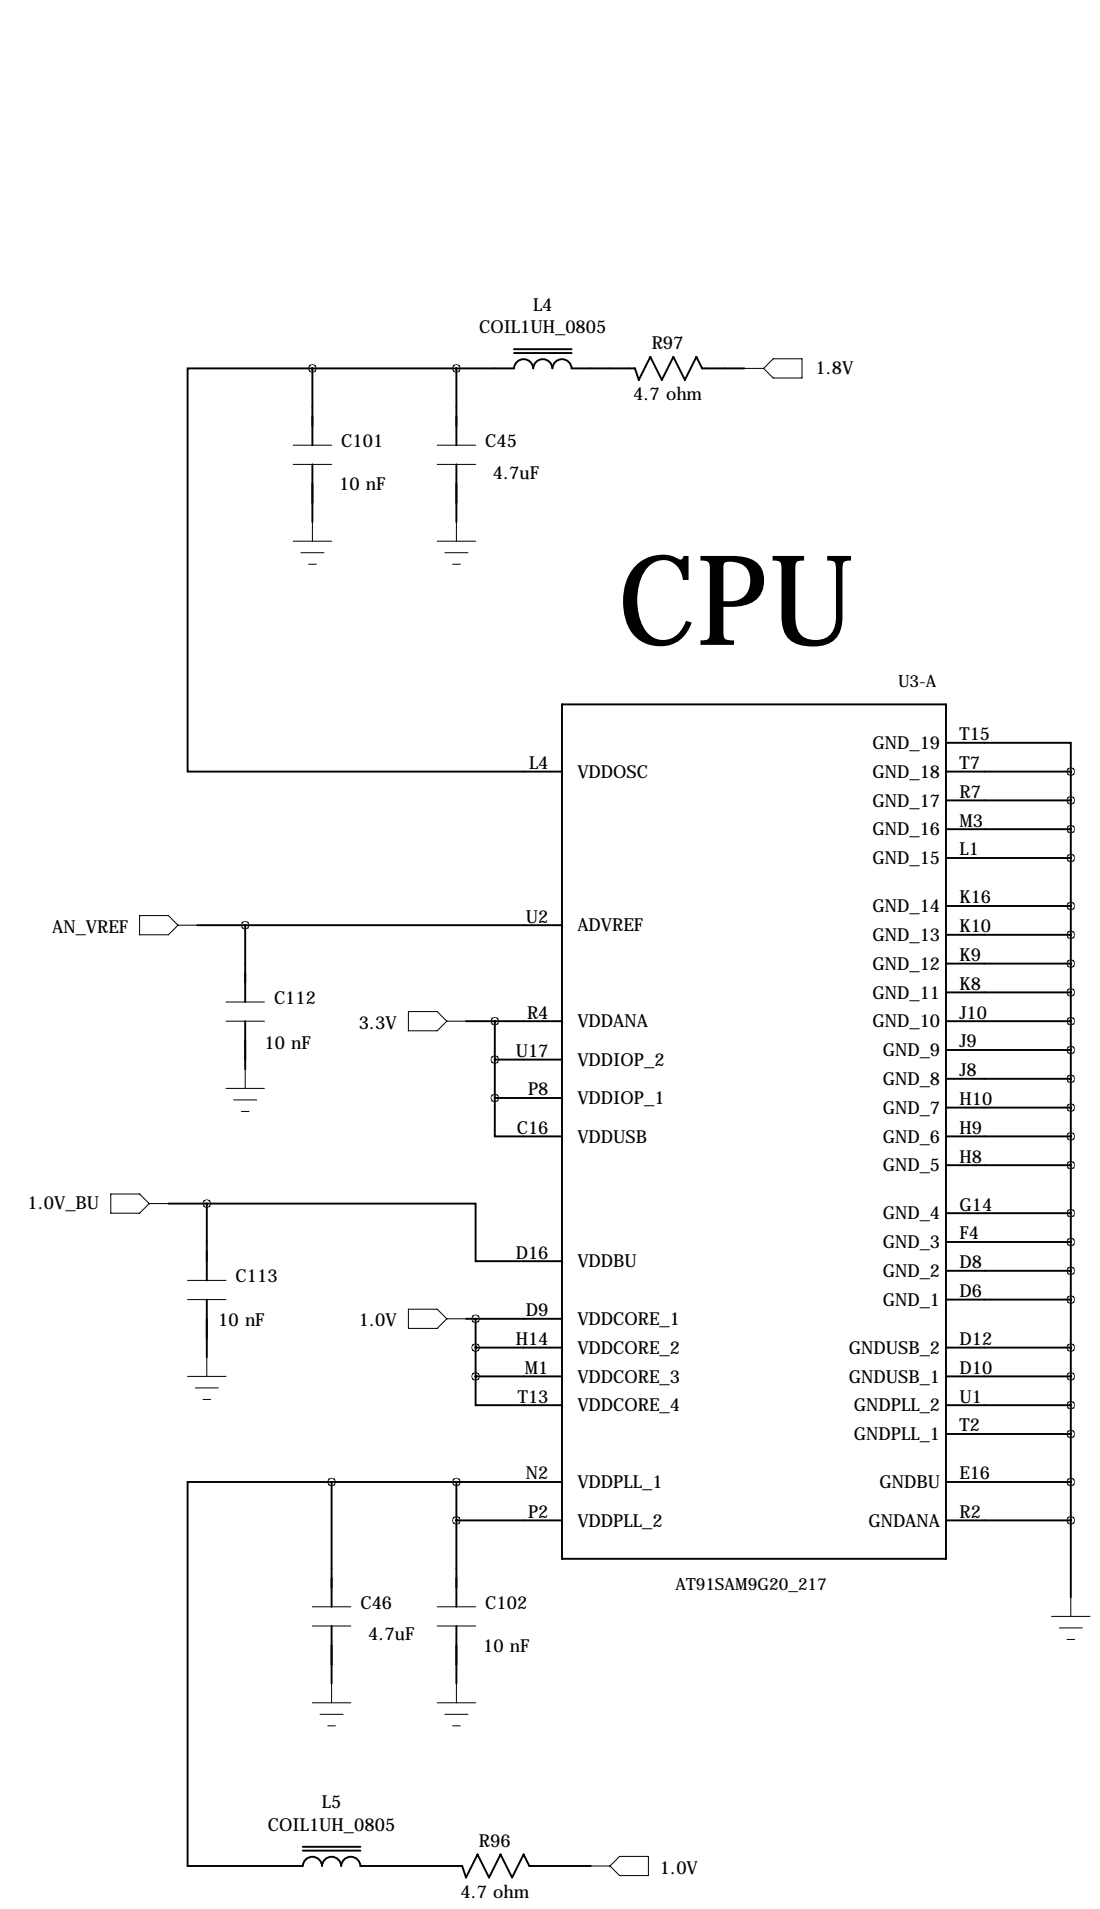 L4
COIL1UH_0805
R97
4.7 ohm
1.8V
C101
10 nF
C45
4.7uF
CPU
U3-A
L4 VDDOSC
AN_VREF
U2 ADVREF
C112
10 nF
3.3V
R4 VDDANA
U17 VDDIOP_2
P8 VDDIOP_1
C16 VDDUSB
1.0V_BU
D16 VDDBU
C113
10 nF
1.0V
D9 VDDCORE_1
H14 VDDCORE_2
M1 VDDCORE_3
T13 VDDCORE_4
N2 VDDPLL_1
P2 VDDPLL_2
GND_19 T15
GND_18 T7
GND_17 R7
GND_16 M3
GND_15 L1
GND_14 K16
GND_13 K10
GND_12 K9
GND_11 K8
GND_10 J10
GND_9 J9
GND_8 J8
GND_7 H10
GND_6 H9
GND_5 H8
GND_4 G14
GND_3 F4
GND_2 D8
GND_1 D6
GNDUSB_2 D12
GNDUSB_1 D10
GNDPLL_2 U1
GNDPLL_1 T2
GNDBU E16
GNDANA R2
AT91SAM9G20_217
C46
4.7uF
C102
10 nF
L5
COIL1UH_0805
R96
4.7 ohm
1.0V